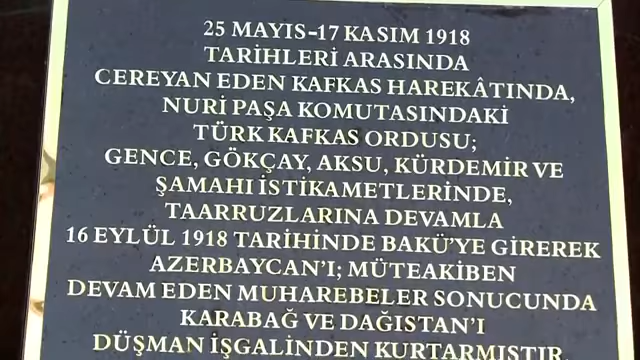 25 MAYIS-17 KASIM 1918
TARİHLERİ ARASINDA
CEREYAN EDEN KAFKAS HAREKÂTINDA,
NURİ PAŞA KOMUTASINDAKİ
TÜRK KAFKAS ORDUSU;
GENCE, GÖKÇAY, AKSU, KÜRDEMİR VE
ŞAMAHI İSTİKAMETLERİNDE,
TAARRUZLARINA DEVAMLA
16 EYLÜL 1918 TARİHİNDE BAKÜ'YE GİREREK
AZERBAYCAN'I; MÜTEAKİBEN
DEVAM EDEN MUHAREBELER SONUCUNDA
KARABAĞ VE DAĞISTAN'I
DÜŞMAN İŞGALİNDEN KURTARMIŞTIR